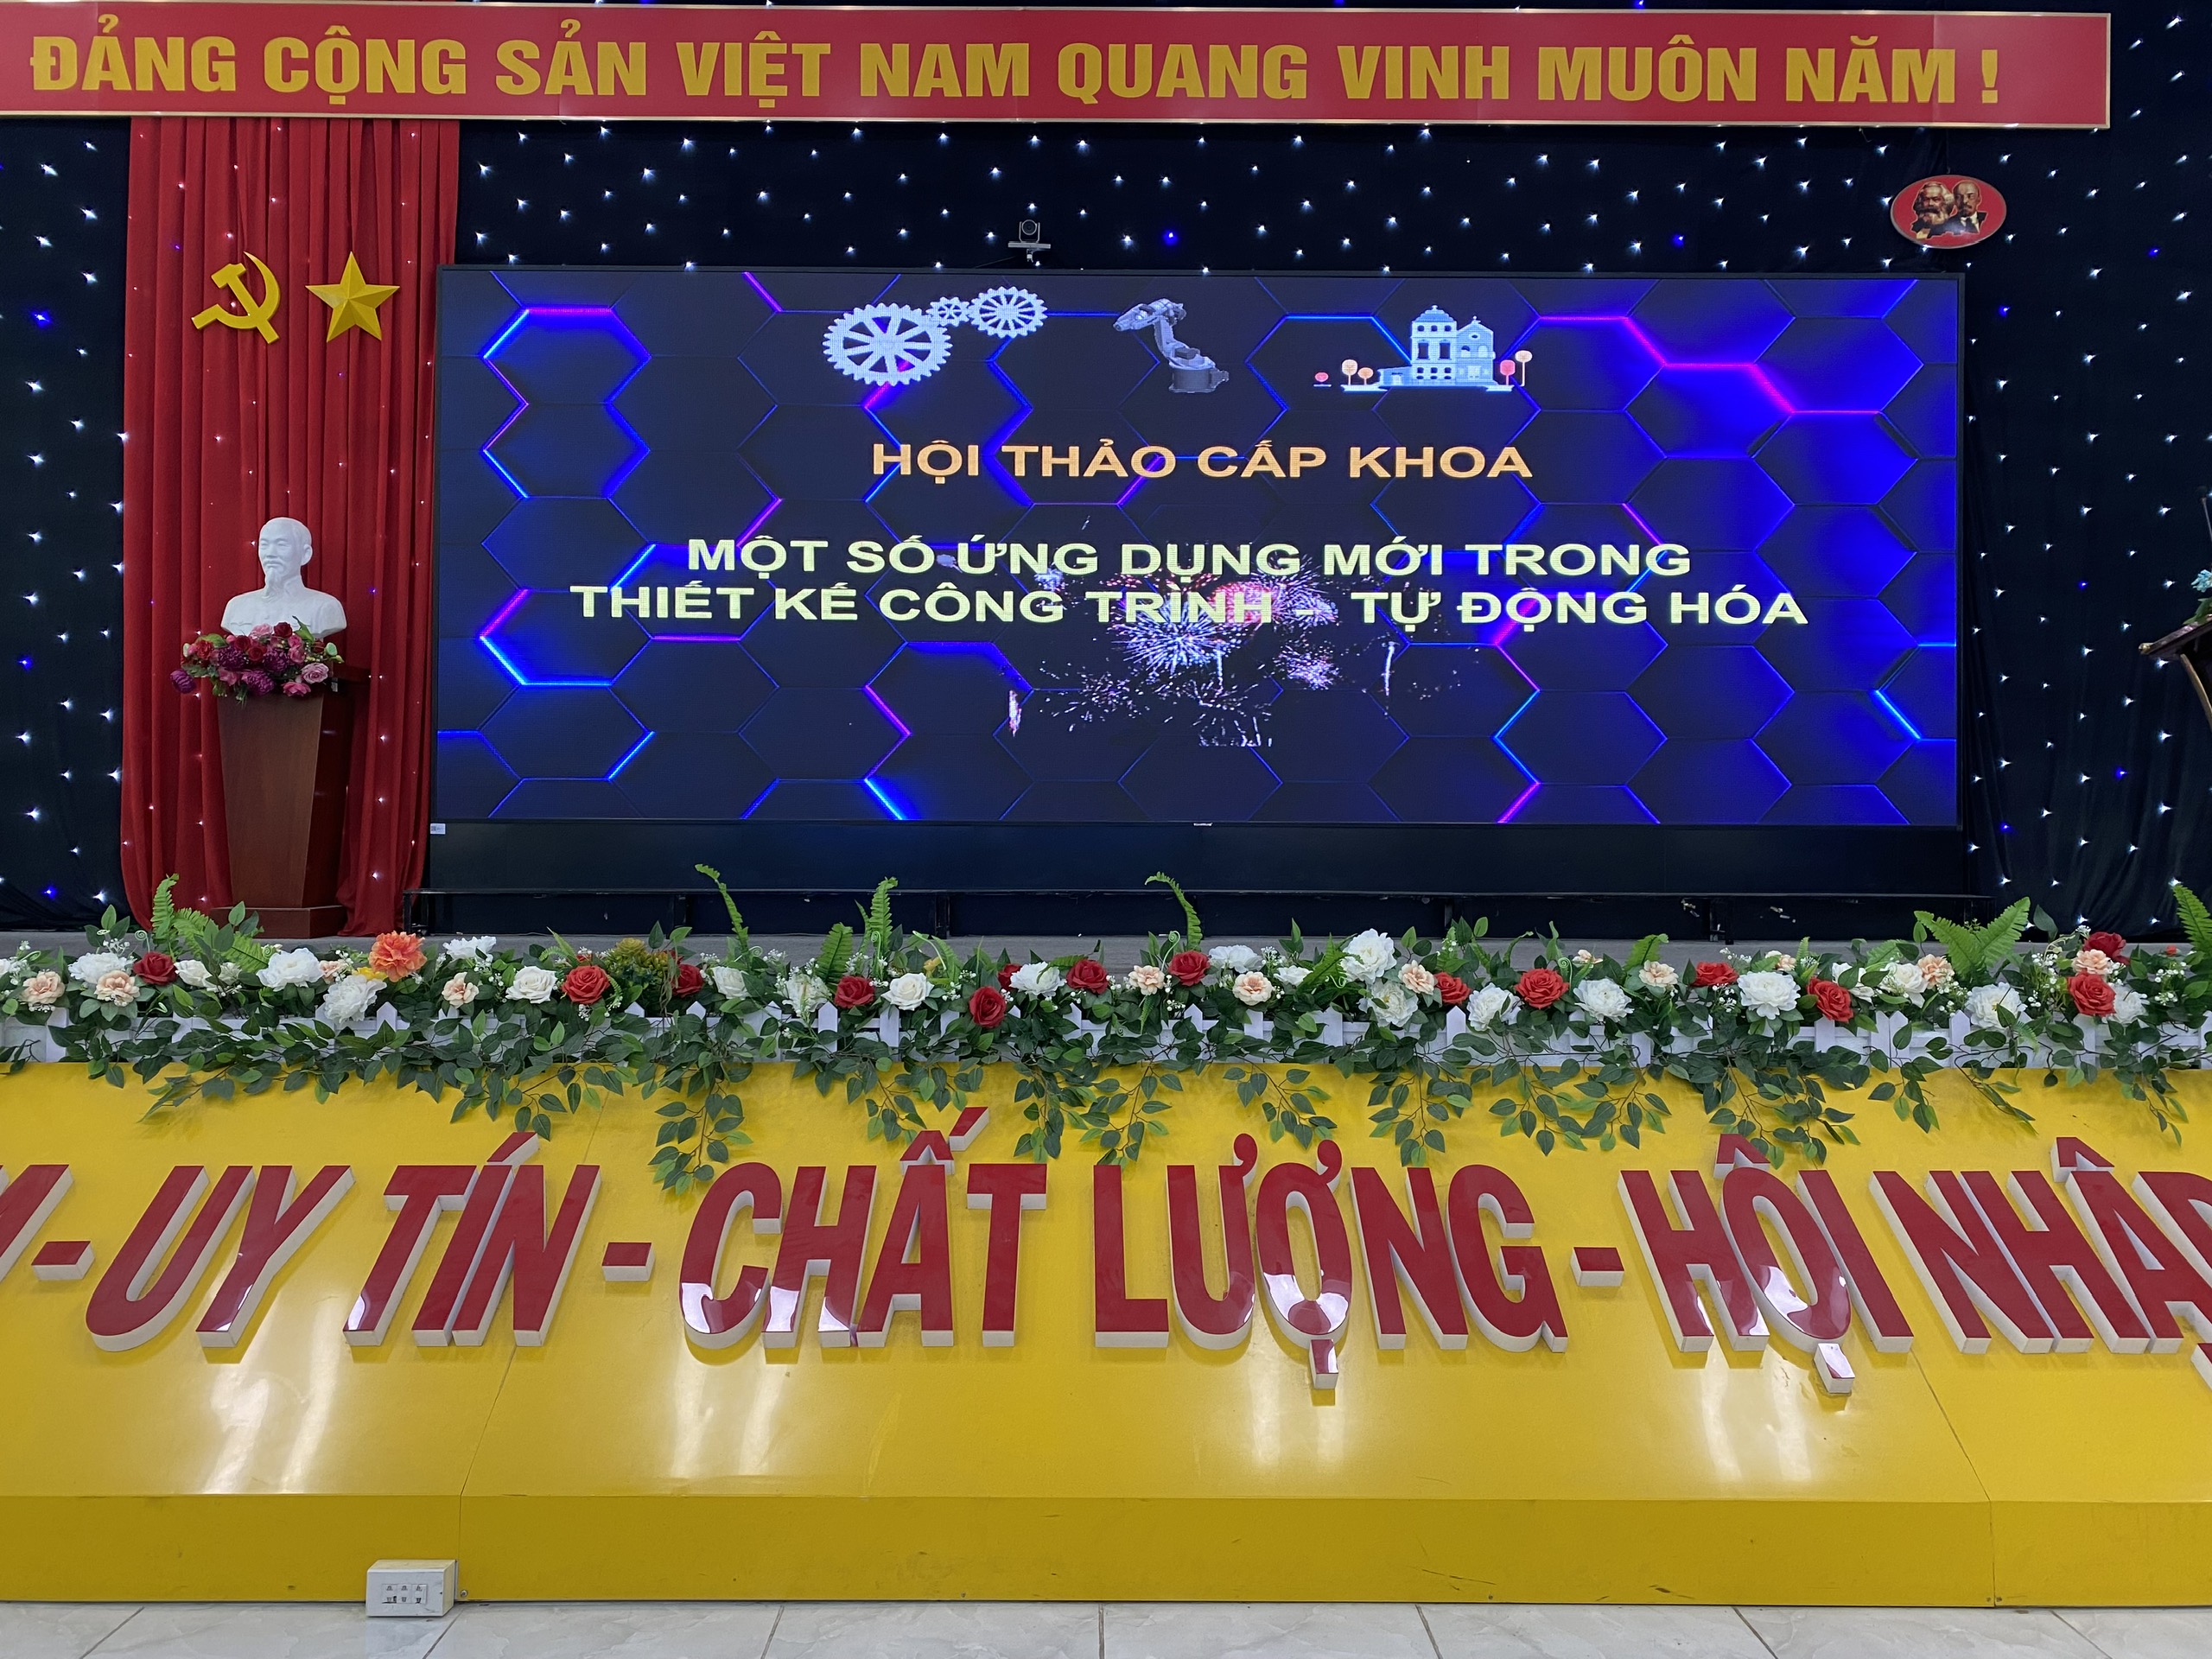 ĐẢNG CỘNG SẢN VIỆT NAM QUANG VINH MUÔN NĂM !
HỘI THẢO CẤP KHOA
MỘT SỐ ỨNG DỤNG MỚI TRONG
THIẾT KẾ CÔNG TRÌNH - TỰ ĐỘNG HÓA
- UY TÍN - CHẤT LƯỢNG - HỘI NHẬP